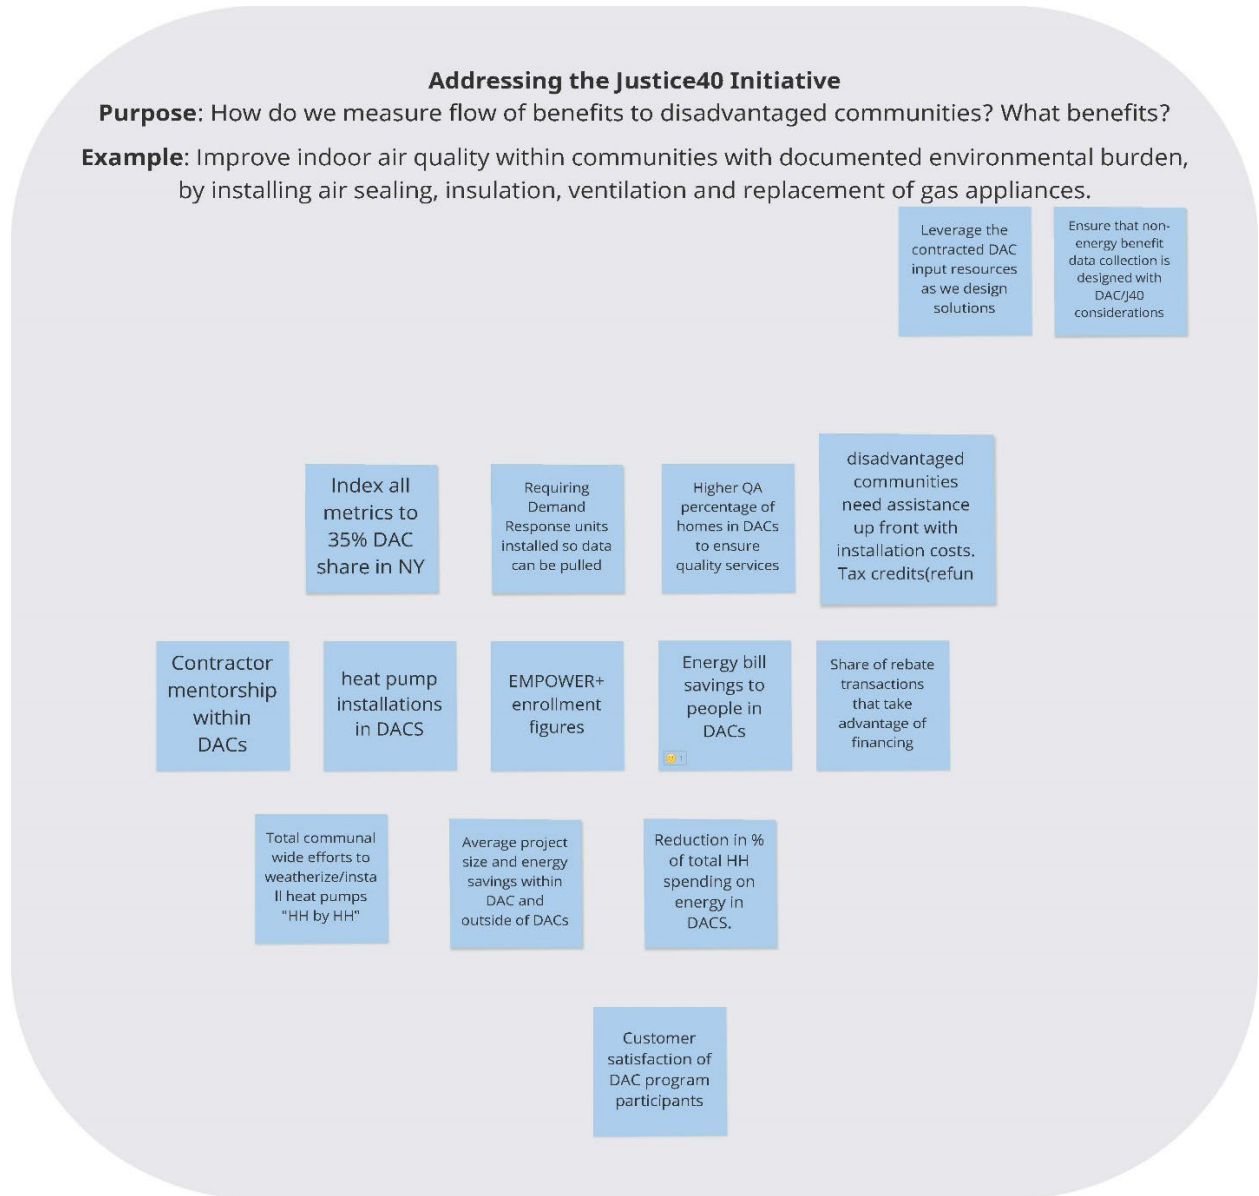 Addressing the Justice40 Initiative
Purpose: How do we measure flow of benefits to disadvantaged communities? What benefits?
Example: Improve indoor air quality within communities with documented environmental burden,
by installing air sealing, insulation, ventilation and replacement of gas appliances.
Leverage the
contracted DAC
input resources
as we design
solutions
Ensure that non-
energy benefit
data collection is
designed with
DAC/J40
considerations
Index all
metrics to
35% DAC
share in NY
Requiring
Demand
Response units
installed so data
can be pulled
Higher QA
percentage of
homes in DACs
to ensure
quality services
disadvantaged
communities
need assistance
up front with
installation costs.
Tax credits(refun
Contractor
mentorship
within
DACs
heat pump
installations
in DACS
EMPOWER+
enrollment
figures
Energy bill
savings to
people in
DACs
1
Share of rebate
transactions
that take
advantage of
financing
Total communal
wide efforts to
weatherize/insta
ll heat pumps
"HH by HH"
Average project
size and energy
savings within
DAC and
outside of DACs
Reduction in %
of total HH
spending on
energy in
DACS.
Customer
satisfaction of
DAC program
participants